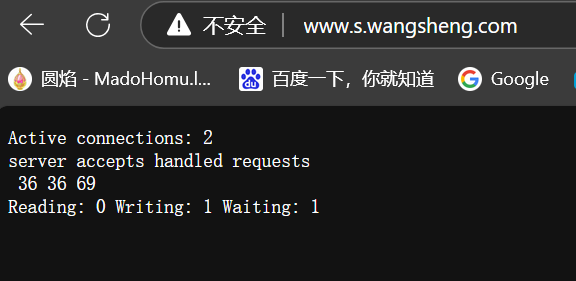 不安全 www.s.wangsheng.com
圆焰 - MadoHomu.l... 百度一下，你就知道 Google
Active connections: 2
server accepts handled requests
36 36 69
Reading: 0 Writing: 1 Waiting: 1